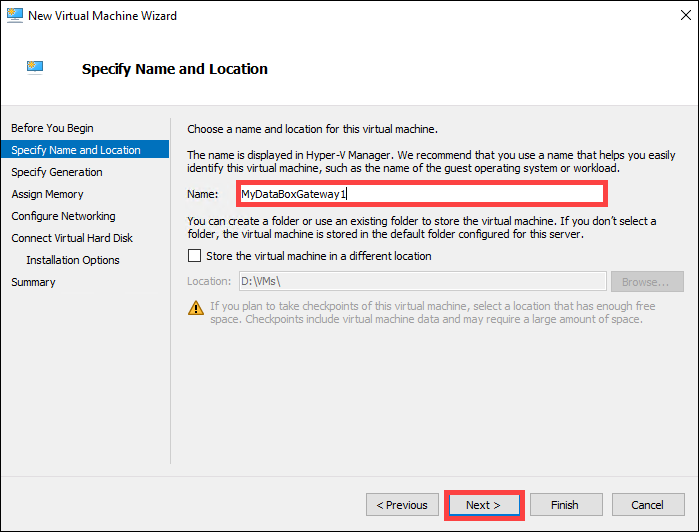 New Virtual Machine Wizard
Specify Name and Location
Before You Begin
Specify Name and Location
Specify Generation
Assign Memory
Configure Networking
Connect Virtual Hard Disk
Installation Options
Summary
Choose a name and location for this virtual machine.
The name is displayed in Hyper-V Manager. We recommend that you use a name that helps you easily
identify this virtual machine, such as the name of the guest operating system or workload.
Name: MyDataBoxGateway1
You can create a folder or use an existing folder to store the virtual machine. If you don't select a
folder, the virtual machine is stored in the default folder configured for this server.
Store the virtual machine in a different location
Location: D:\VMs\ Browse...
If you plan to take checkpoints of this virtual machine, select a location that has enough free
space. Checkpoints include virtual machine data and may require a large amount of space.
< Previous Next > Finish Cancel